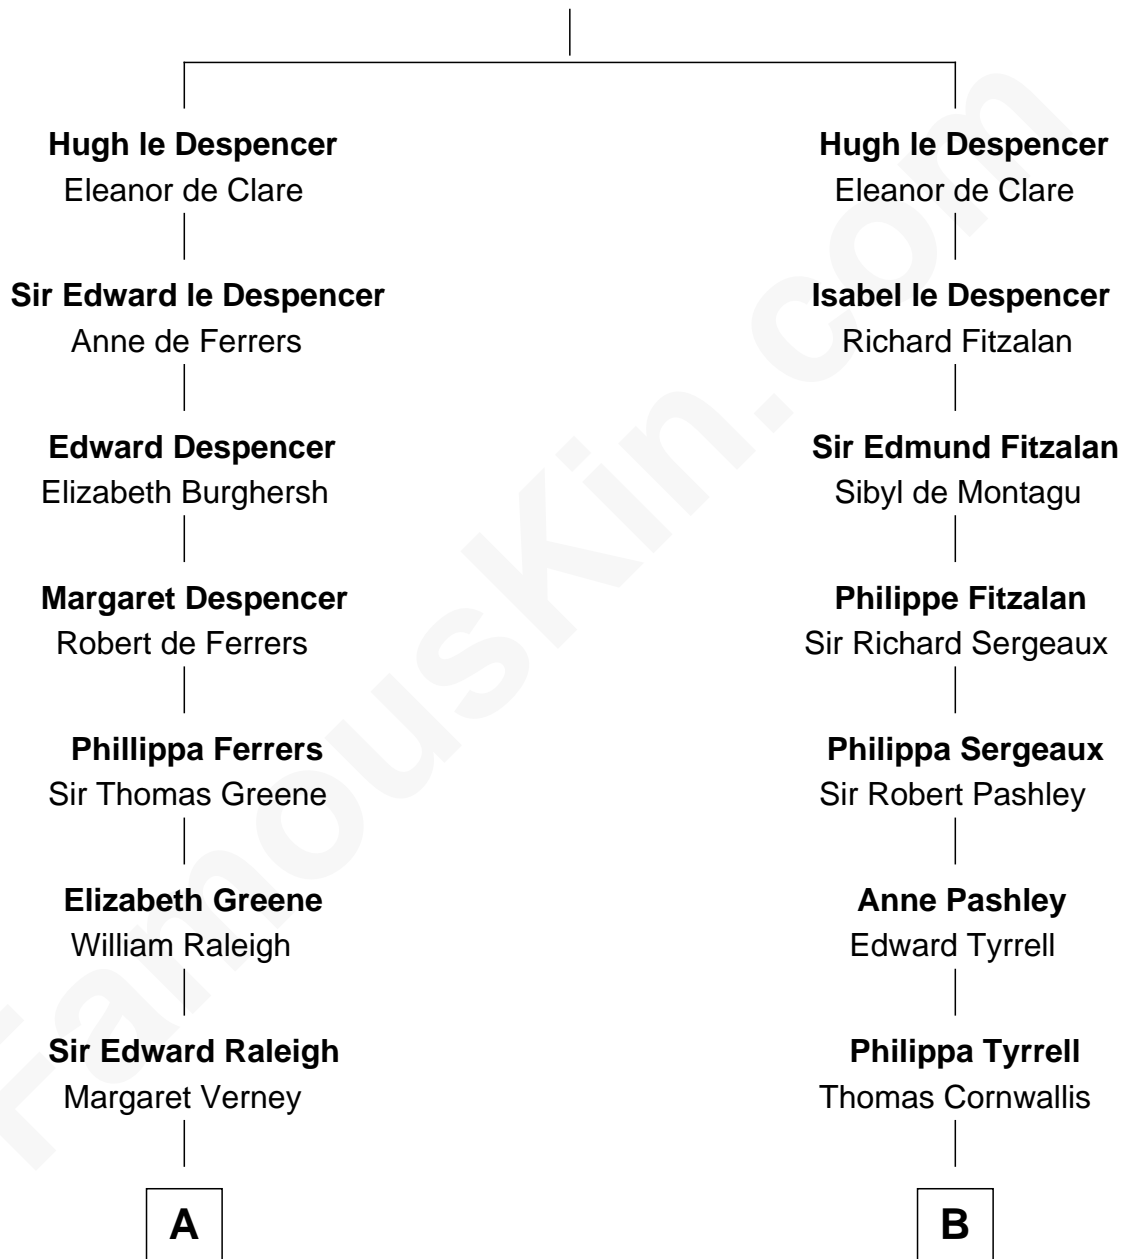 Hugh le Despencer
Eleanor de Clare
Sir Edward le Despencer
Anne de Ferrers
Edward Despencer
Elizabeth Burghersh
Margaret Despencer
Robert de Ferrers
Phillippa Ferrers
Sir Thomas Greene
Elizabeth Greene
William Raleigh
Sir Edward Raleigh
Margaret Verney
A
Hugh le Despencer
Eleanor de Clare
Isabel le Despencer
Richard Fitzalan
Sir Edmund Fitzalan
Sibyl de Montagu
Philippe Fitzalan
Sir Richard Sergeaux
Philippa Sergeaux
Sir Robert Pashley
Anne Pashley
Edward Tyrrell
Philippa Tyrrell
Thomas Cornwallis
B
FamousKin.com